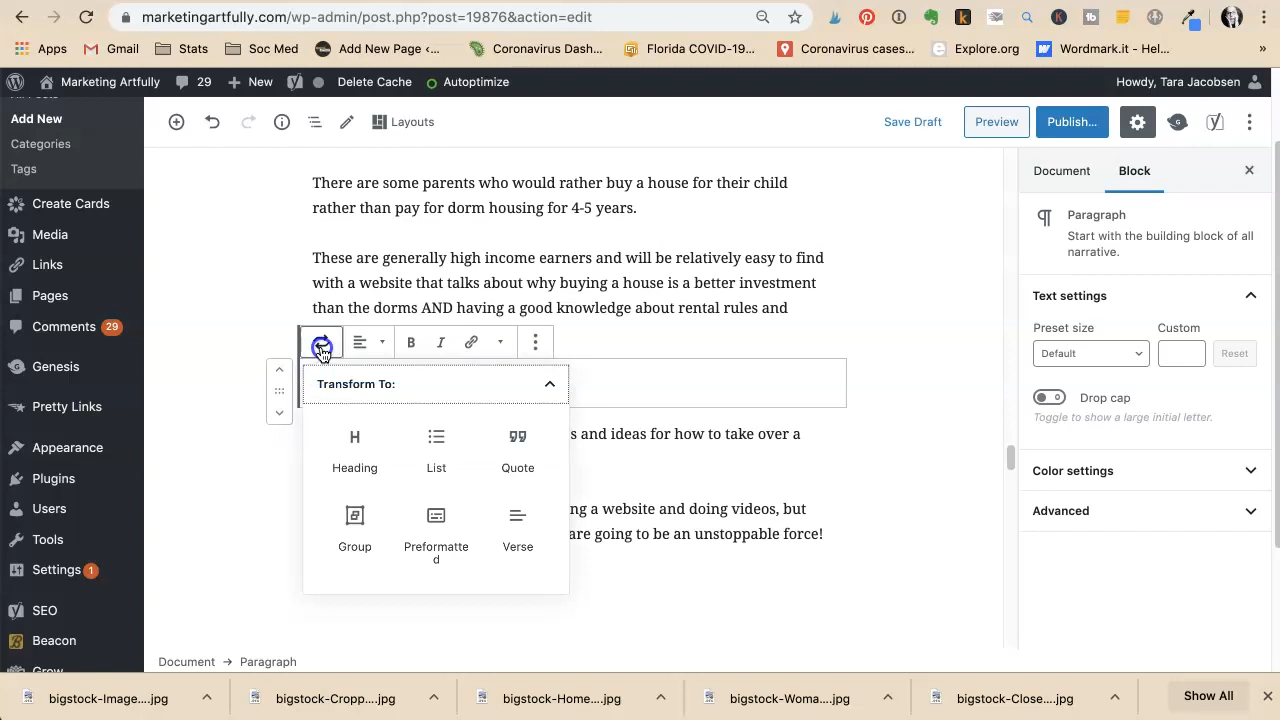 marketingartfully.com/wp-admin/post.php?post=19876&action=edit
Apps
Gmail
Stats
Soc Med
Add New Page ‹...
Coronavirus Dash...
Florida COVID-19...
Coronavirus cases...
Explore.org
Wordmark.it - Hel...
»
Marketing Artfully
29
New
Delete Cache
Autoptimize
Howdy, Tara Jacobsen
Add New
Categories
Tags
Create Cards
Media
Links
Pages
Comments 29
Genesis
Pretty Links
Appearance
Plugins
Users
Tools
Settings 1
SEO
Beacon
Layouts
Save Draft
Preview
Publish...
There are some parents who would rather buy a house for their child
rather than pay for dorm housing for 4-5 years.
These are generally high income earners and will be relatively easy to find
with a website that talks about why buying a house is a better investment
than the dorms AND having a good knowledge about rental rules and
B I
Transform To:
H
Heading
List
Quote
Group
Preformatte
d
Verse
s and ideas for how to take over a
ng a website and doing videos, but
are going to be an unstoppable force!
Document → Paragraph
Document
Block
Paragraph
Start with the building block of all
narrative.
Text settings
Preset size
Custom
Default
Reset
Drop cap
Toggle to show a large initial letter.
Color settings
Advanced
bigstock-Image....jpg
bigstock-Cropp....jpg
bigstock-Home...jpg
bigstock-Woma....jpg
bigstock-Close....jpg
Show All